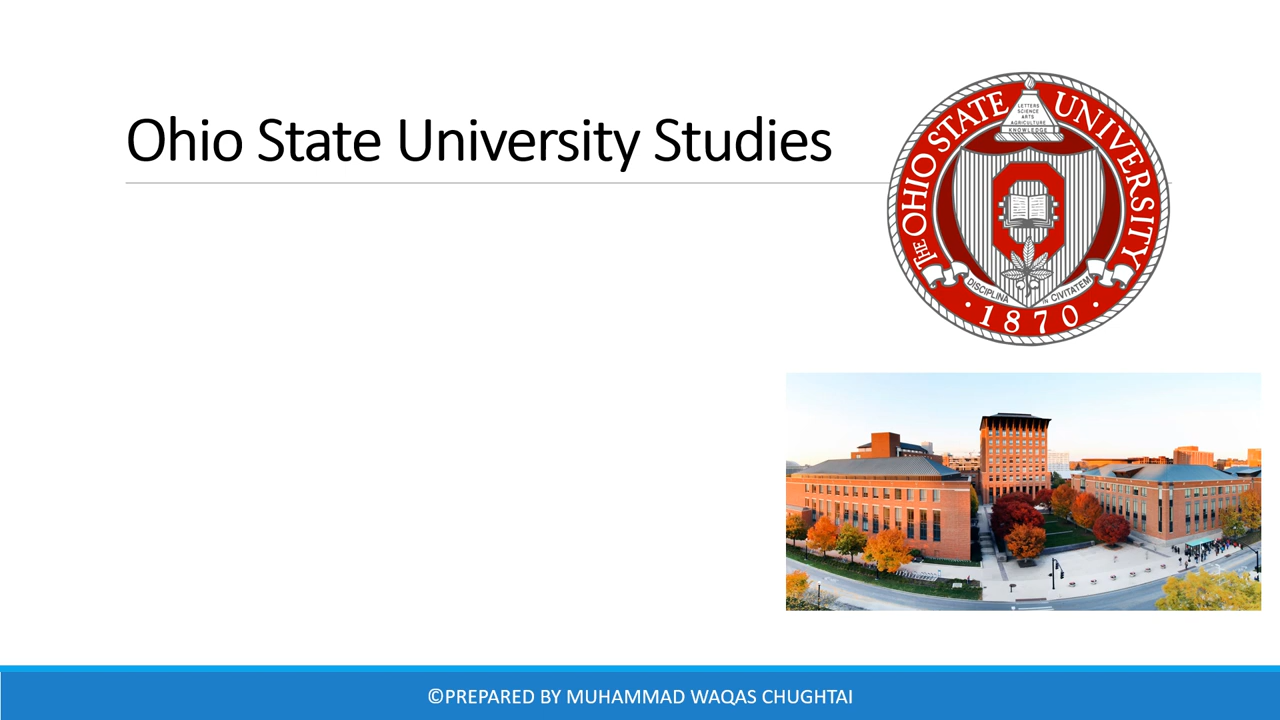 Ohio State University Studies
THE OHIO STATE UNIVERSITY
LETTERS
SCIENCE
ARTS
AGRICULTURE
KNOWLEDGE
DISCIPLINA IN CIVITATEM
· 1870 ·
©PREPARED BY MUHAMMAD WAQAS CHUGHTAI